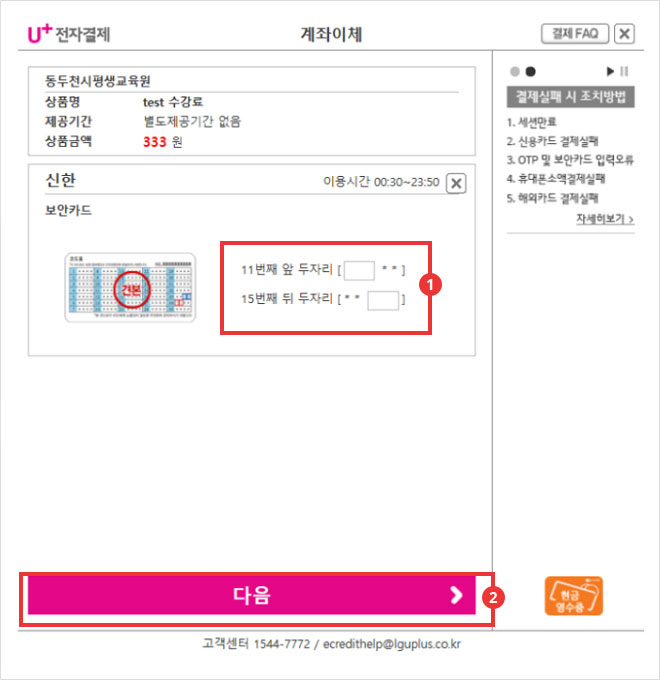 U+전자결제
계좌이체
결제 FAQ
동두천시평생교육원
상품명 test 수강료
제공기간 별도제공기간 없음
상품금액 333 원
신한
이용시간 00:30~23:50
보안카드
견본
11번째 앞 두자리 [ * * ]
15번째 뒤 두자리 [ * * ]
1
다음
2
결제실패 시 조치방법
1. 세션만료
2. 신용카드 결제실패
3. OTP 및 보안카드 입력오류
4. 휴대폰소액결제실패
5. 해외카드 결제실패
자세히보기 >
현금
영수증
고객센터 1544-7772 / ecredithelp@lguplus.co.kr